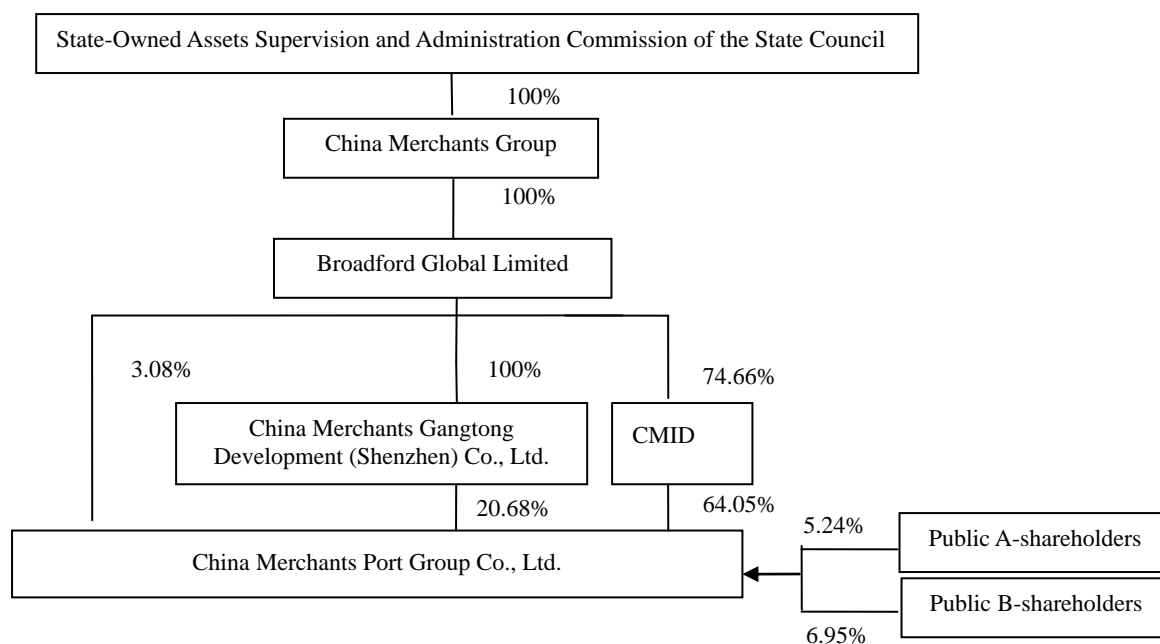 State-Owned Assets Supervision and Administration Commission of the State Council
100%
China Merchants Group
100%
Broadford Global Limited
3.08%
100%
74.66%
China Merchants Gangtong
Development (Shenzhen) Co., Ltd.
CMID
20.68%
64.05%
5.24%
Public A-shareholders
China Merchants Port Group Co., Ltd.
Public B-shareholders
6.95%